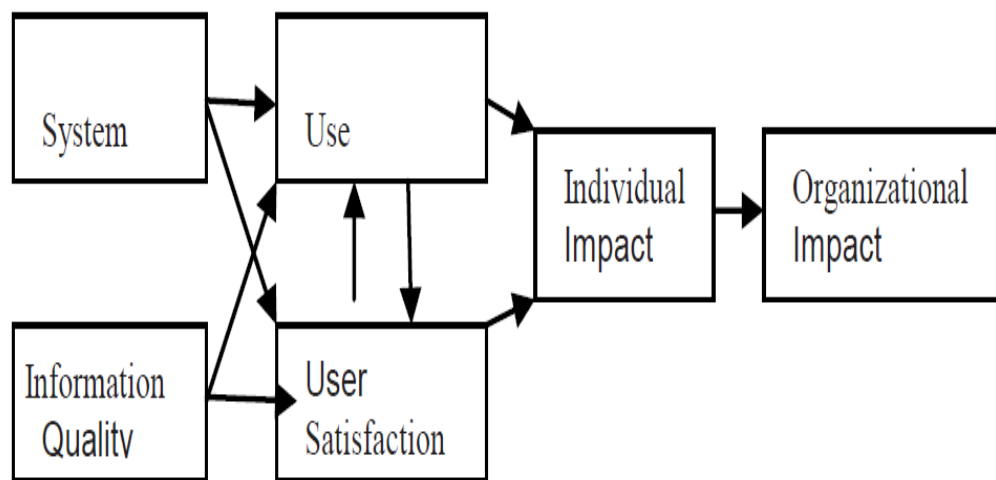 System
Use
Individual
Impact
Organizational
Impact
Information
Quality
User
Satisfaction